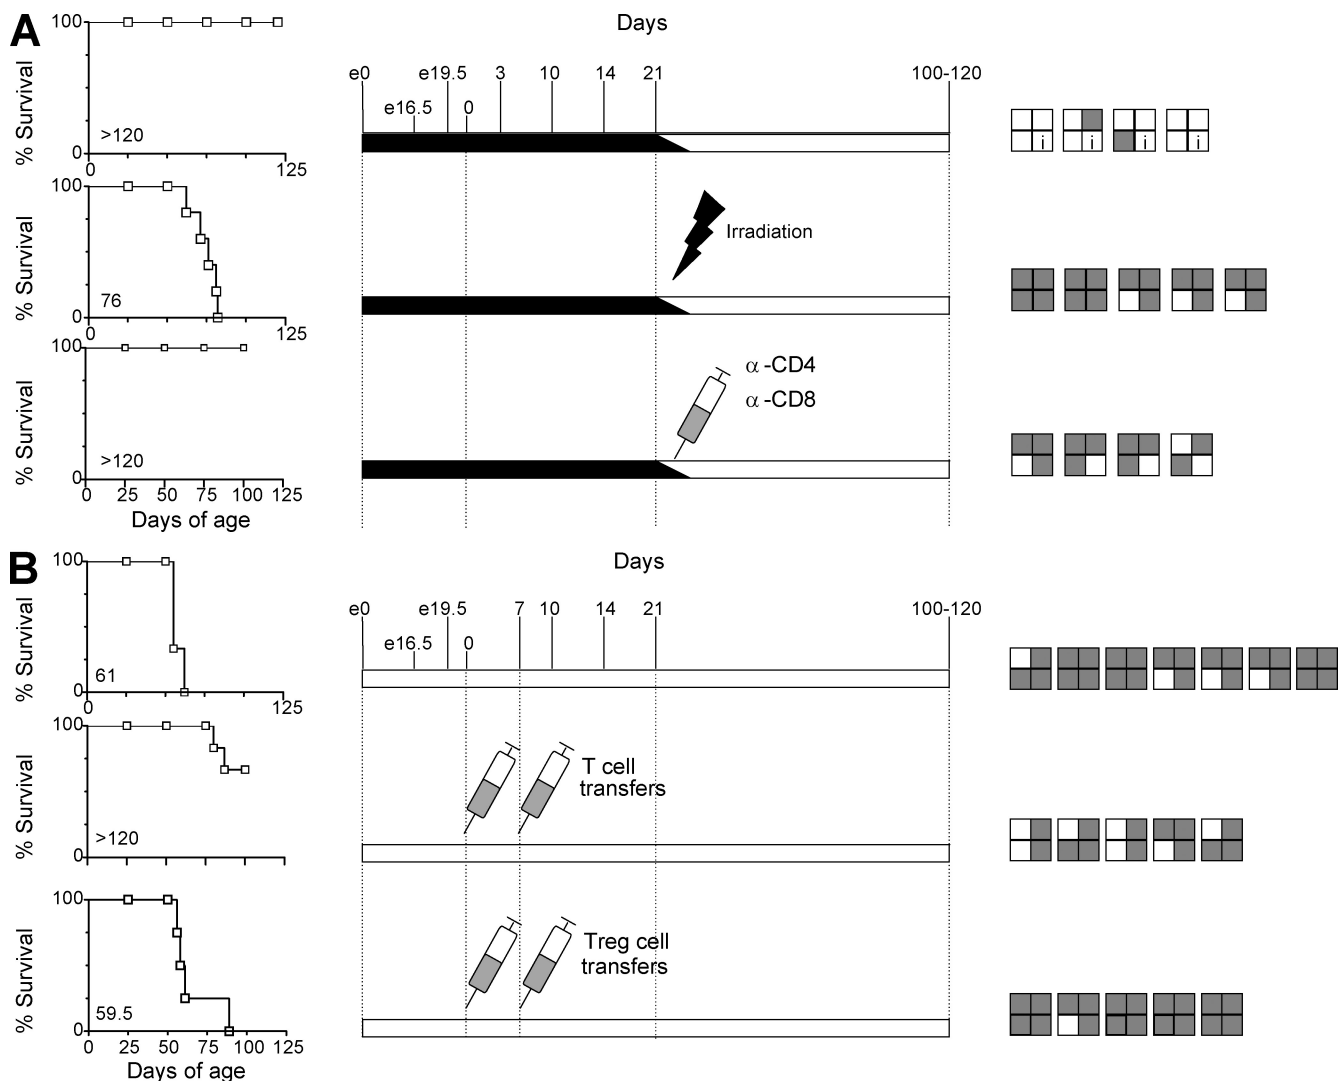 A
Days
100
% Survival
>120
0
0
125
e0
e16.5
e19.5
0
3
10
14
21
100-120
i
i
i
i
100
% Survival
76
0
0
125
Irradiation
100
% Survival
>120
0
0 25 50 75 100 125
Days of age
α -CD4
α -CD8
B
Days
100
% Survival
61
0
0
125
e0
e16.5
e19.5
0
7
10
14
21
100-120
100
% Survival
>120
0
T cell
transfers
100
% Survival
59.5
0
0 25 50 75 100 125
Days of age
Treg cell
transfers